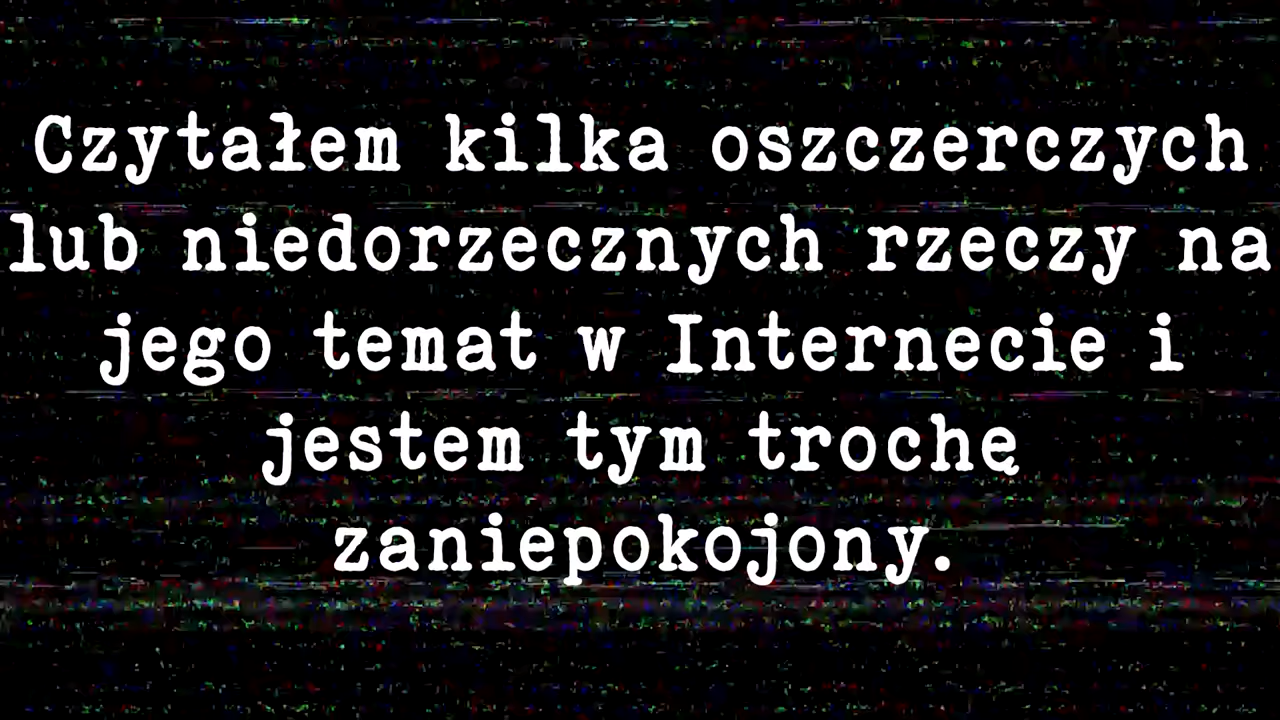 Czytałem kilka oszczerczych
lub niedorzecznych rzeczy na
jego temat w Internecie i
jestem tym trochę
zaniepokojony.